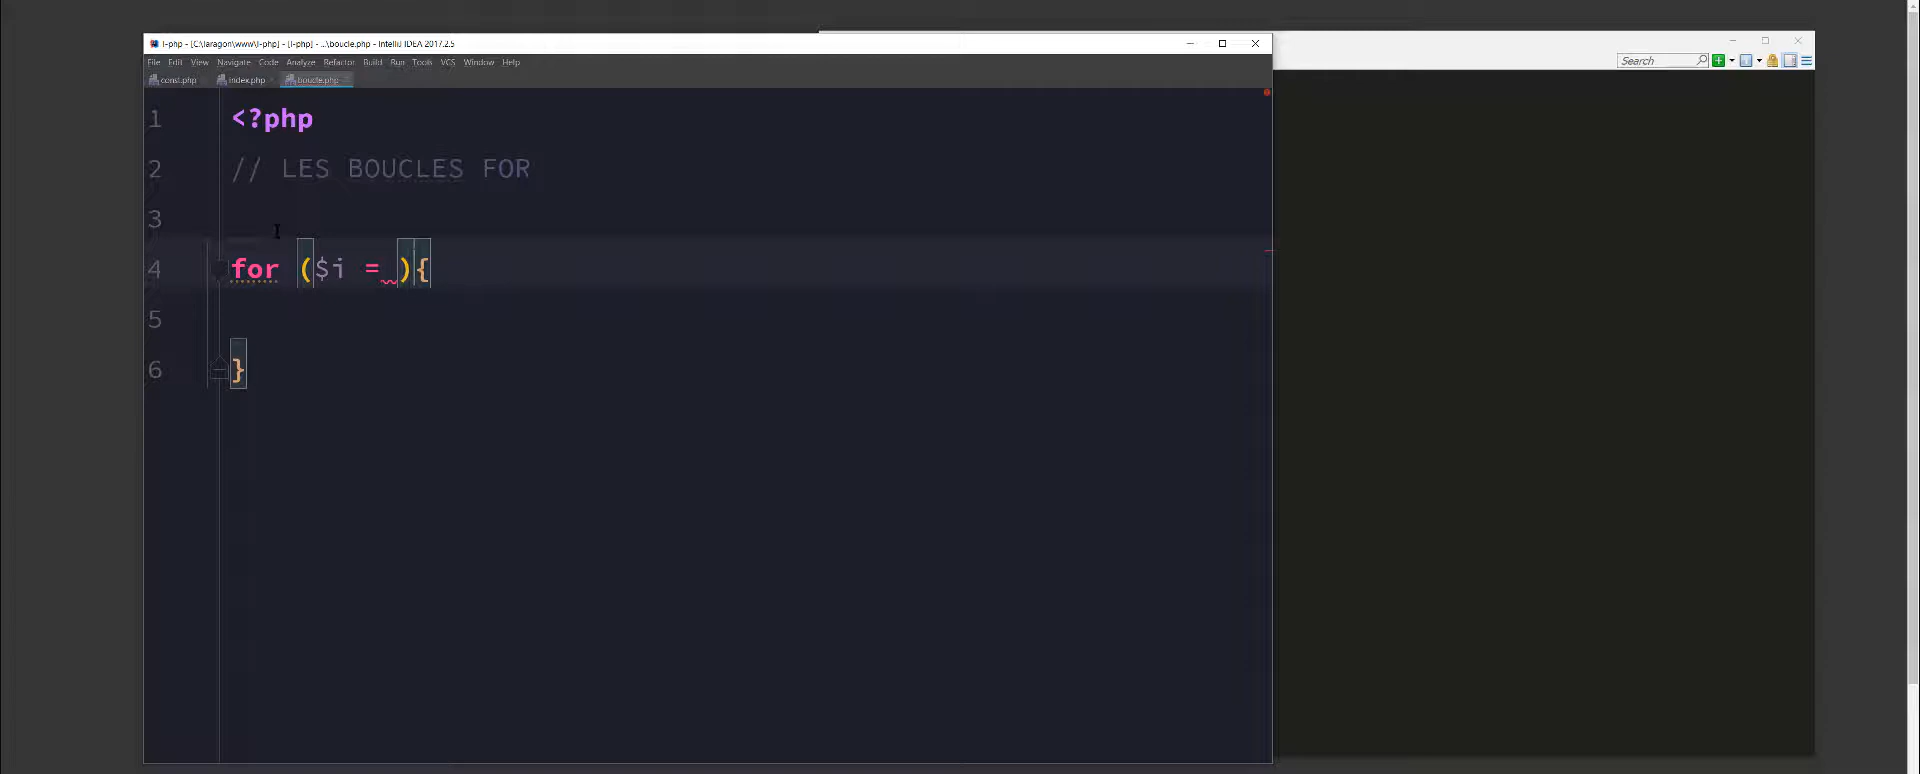 I-php - [C:\laragon\www\I-php] - [I-php] - ...\boucle.php - IntelliJ IDEA 2017.2.5
File Edit View Navigate Code Analyze Refactor Build Run Tools VCS Window Help
Search
const.php index.php boucle.php
1 <?php
2 // LES BOUCLES FOR
3
4 for ($i = ){
5
6 }